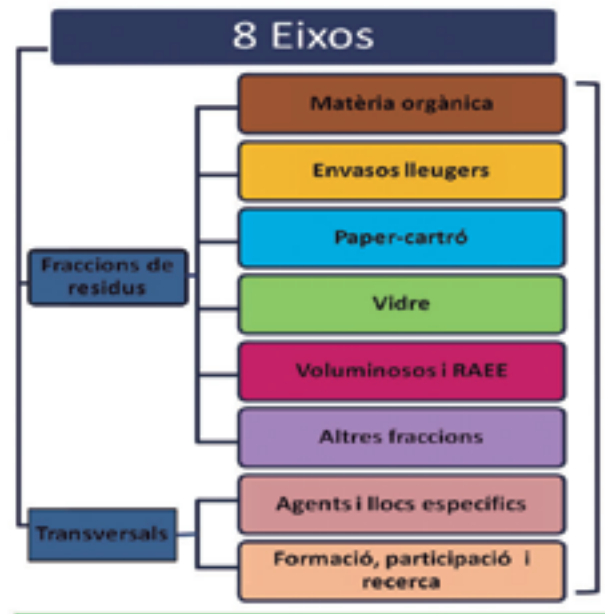 8 Eixos
Matèria orgànica
Envasos lleugers
Paper-cartró
Fraccions de
residus
Vidre
Voluminosos i RAEE
Altres fraccions
Transversals
Agents i llocs específics
Formació, participació i
recerca